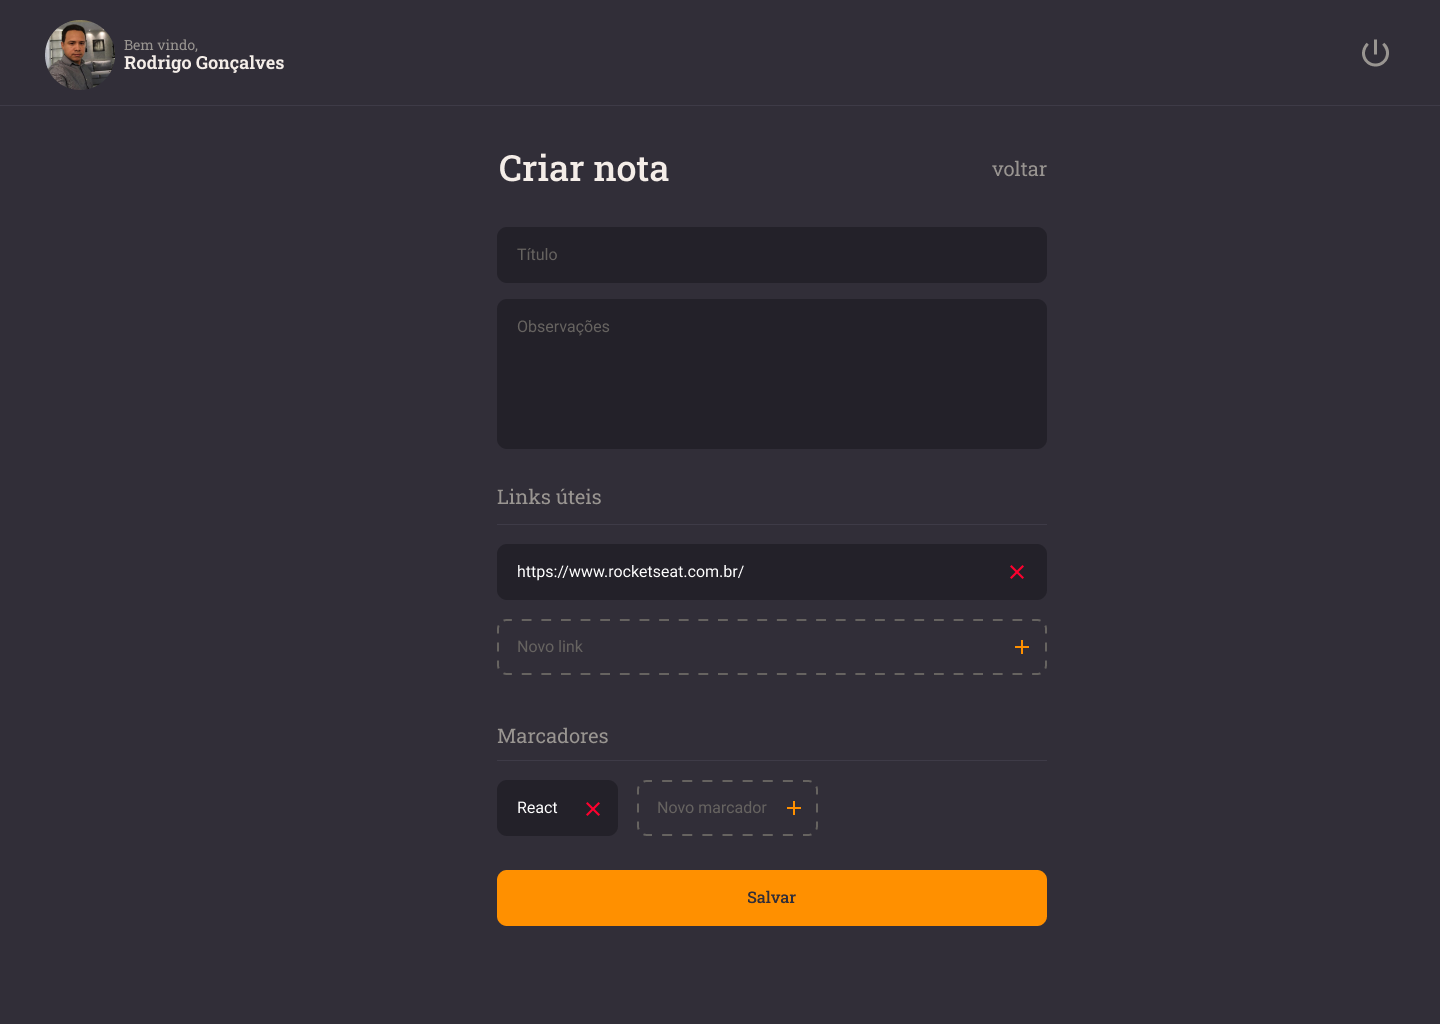 Bem vindo,
Rodrigo Gonçalves
Criar nota
voltar
Título
Observações
Links úteis
https://www.rocketseat.com.br/
Novo link
Marcadores
React
Novo marcador
Salvar